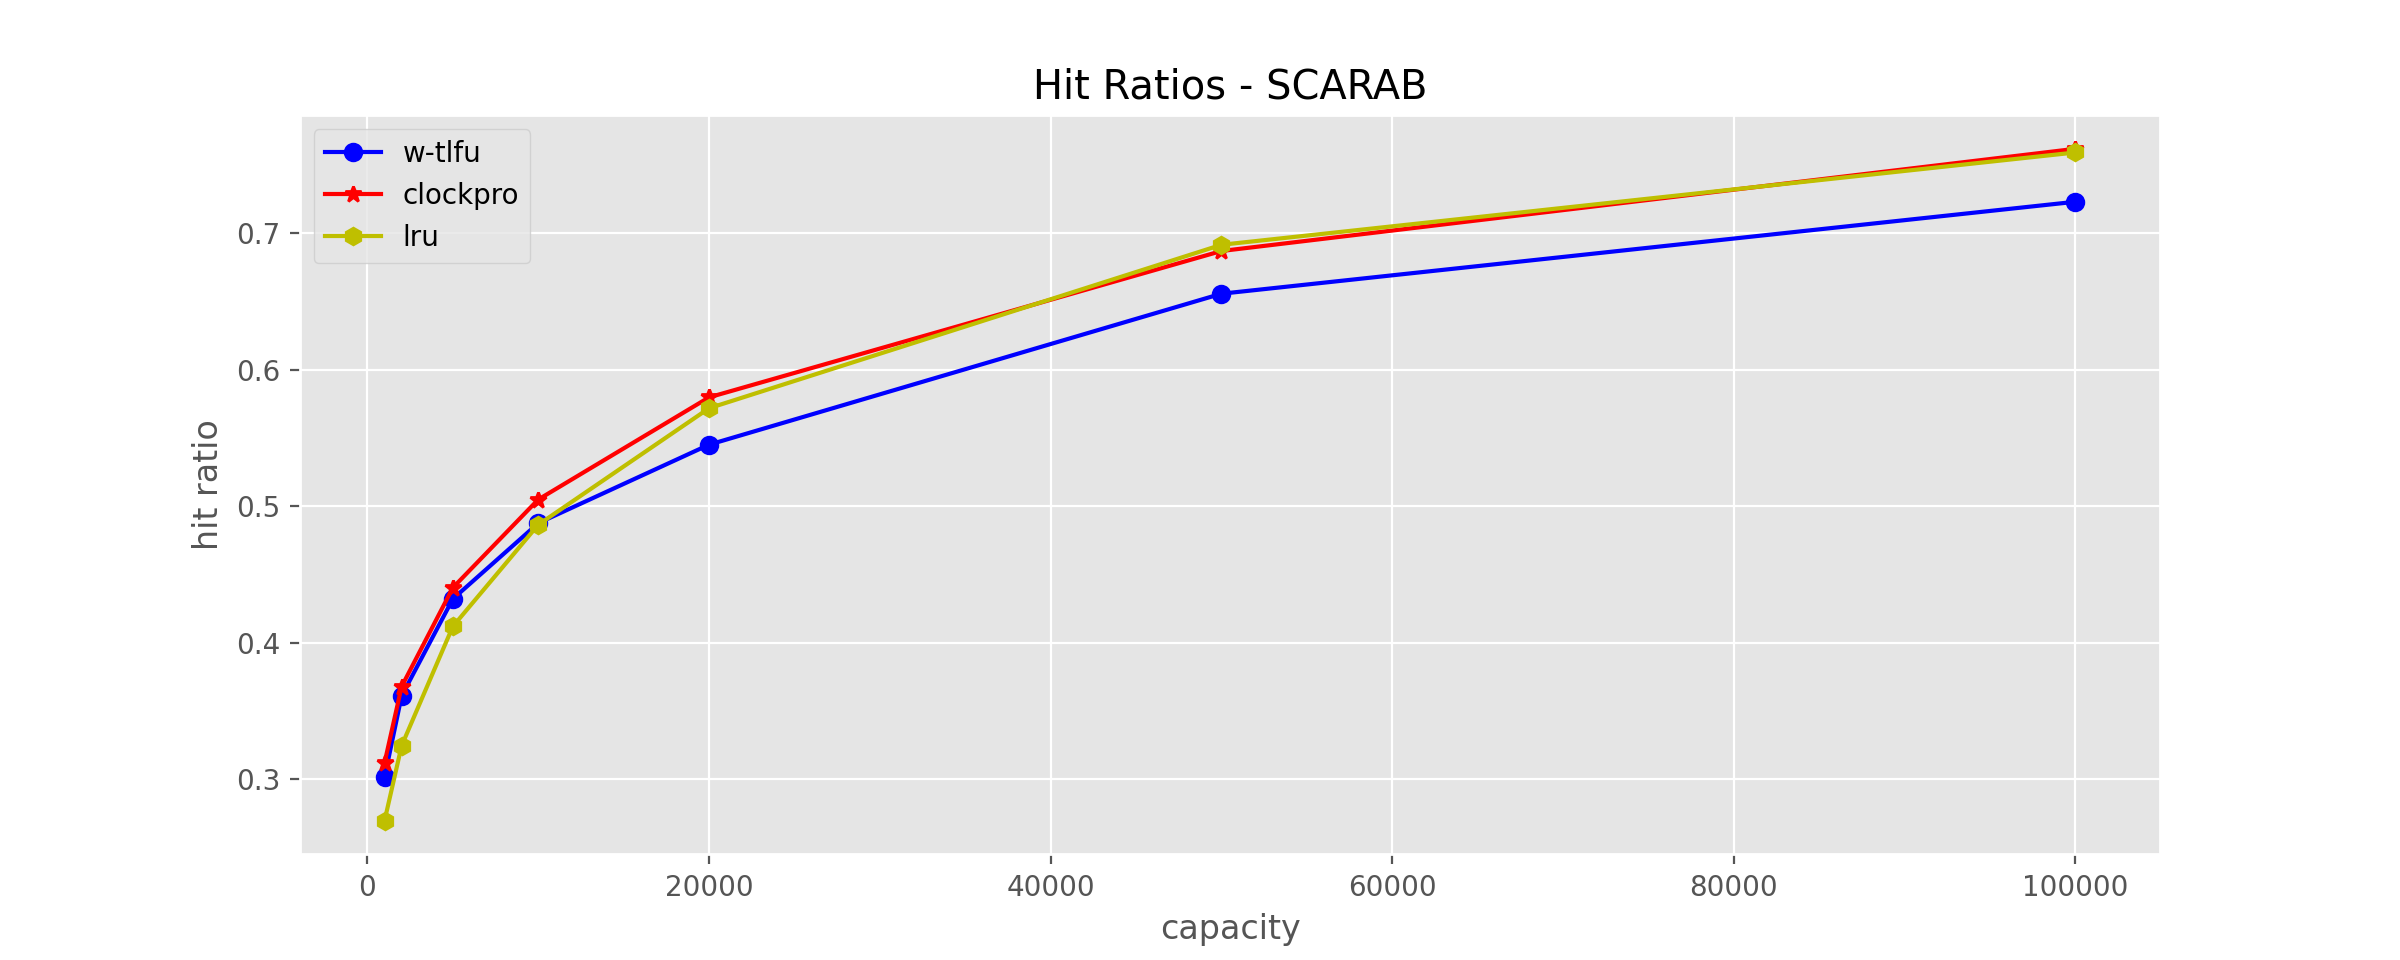 Hit Ratios - SCARAB
w-tlfu
clockpro
lru
0.7
0.6
0.5
0.4
0.3
hit ratio
0 20000 40000 60000 80000 100000
capacity